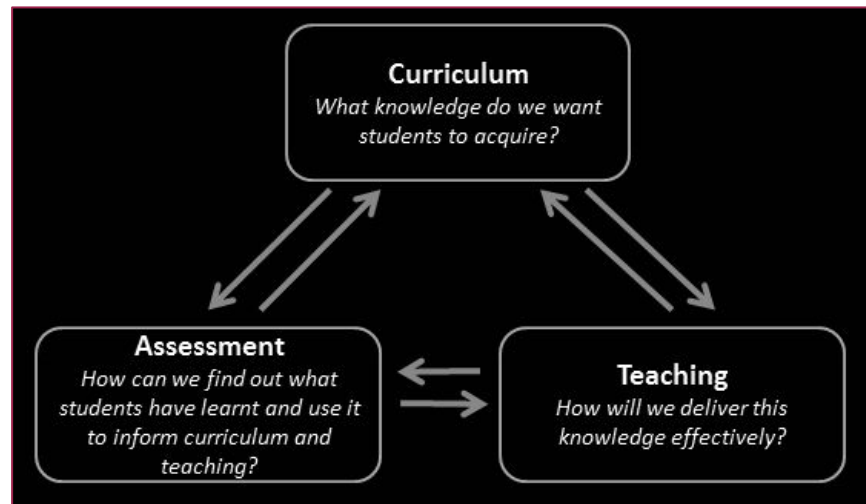 Curriculum
What knowledge do we want
students to acquire?
Assessment
How can we find out what
students have learnt and use it
to inform curriculum and
teaching?
Teaching
How will we deliver this
knowledge effectively?